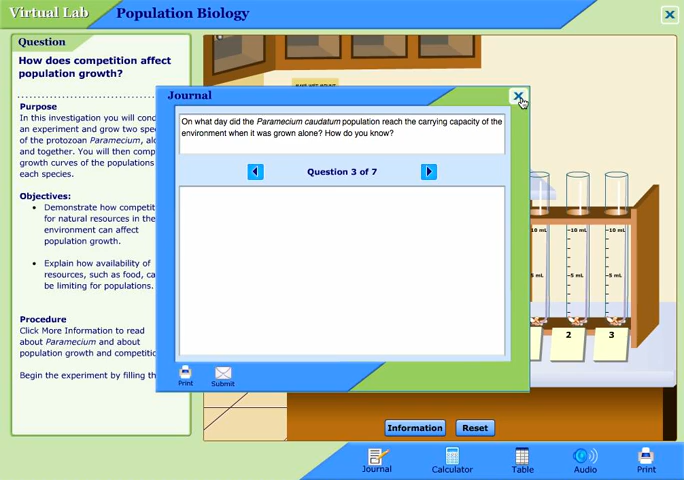 Virtual Lab
Population Biology
Question
How does competition affect
population growth?
Purpose
In this investigation you will cond
an experiment and grow two spe
of the protozoan Paramecium, alo
and together. You will then comp
growth curves of the populations
each species.
Objectives:
• Demonstrate how competit
for natural resources in the
environment can affect
population growth.
• Explain how availability of
resources, such as food, ca
be limiting for populations.
Procedure
Click More Information to read
about Paramecium and about
population growth and competitio
Begin the experiment by filling th
Journal
On what day did the Paramecium caudatum population reach the carrying capacity of the
environment when it was grown alone? How do you know?
Question 3 of 7
Print
Submit
10 mL
10 mL
10 mL
5 mL
5 mL
5 mL
2
3
Information
Reset
Journal
Calculator
Table
Audio
Print